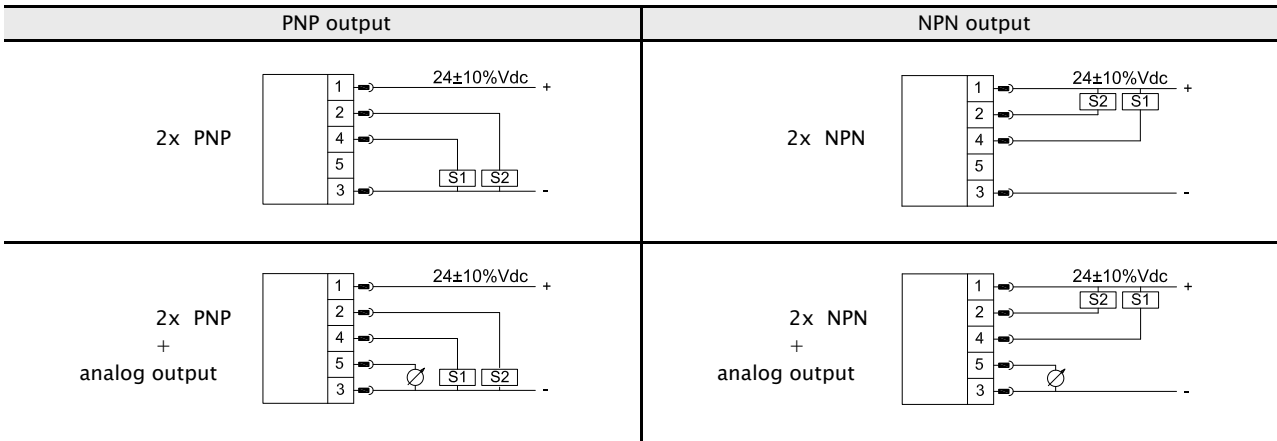 PNP output
NPN output
2x PNP
1
2
4
5
3
24±10%Vdc
+
S1 S2
-
2x NPN
1
2
4
5
3
24±10%Vdc
+
S2 S1
-
2x PNP
+
analog output
1
2
4
5
3
24±10%Vdc
+
S1 S2
-
2x NPN
+
analog output
1
2
4
5
3
24±10%Vdc
+
S2 S1
-